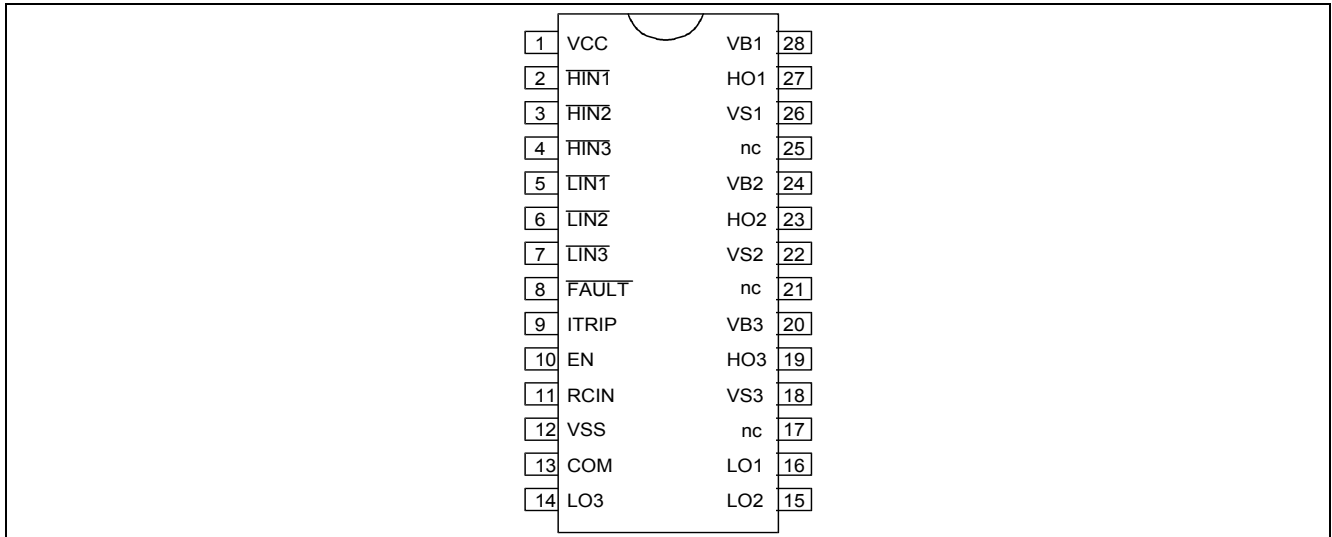 1 VCC VB1 28
2 HIN1 HO1 27
3 HIN2 VS1 26
4 HIN3 nc 25
5 LIN1 VB2 24
6 LIN2 HO2 23
7 LIN3 VS2 22
8 FAULT nc 21
9 ITRIP VB3 20
10 EN HO3 19
11 RCIN VS3 18
12 VSS nc 17
13 COM LO1 16
14 LO3 LO2 15